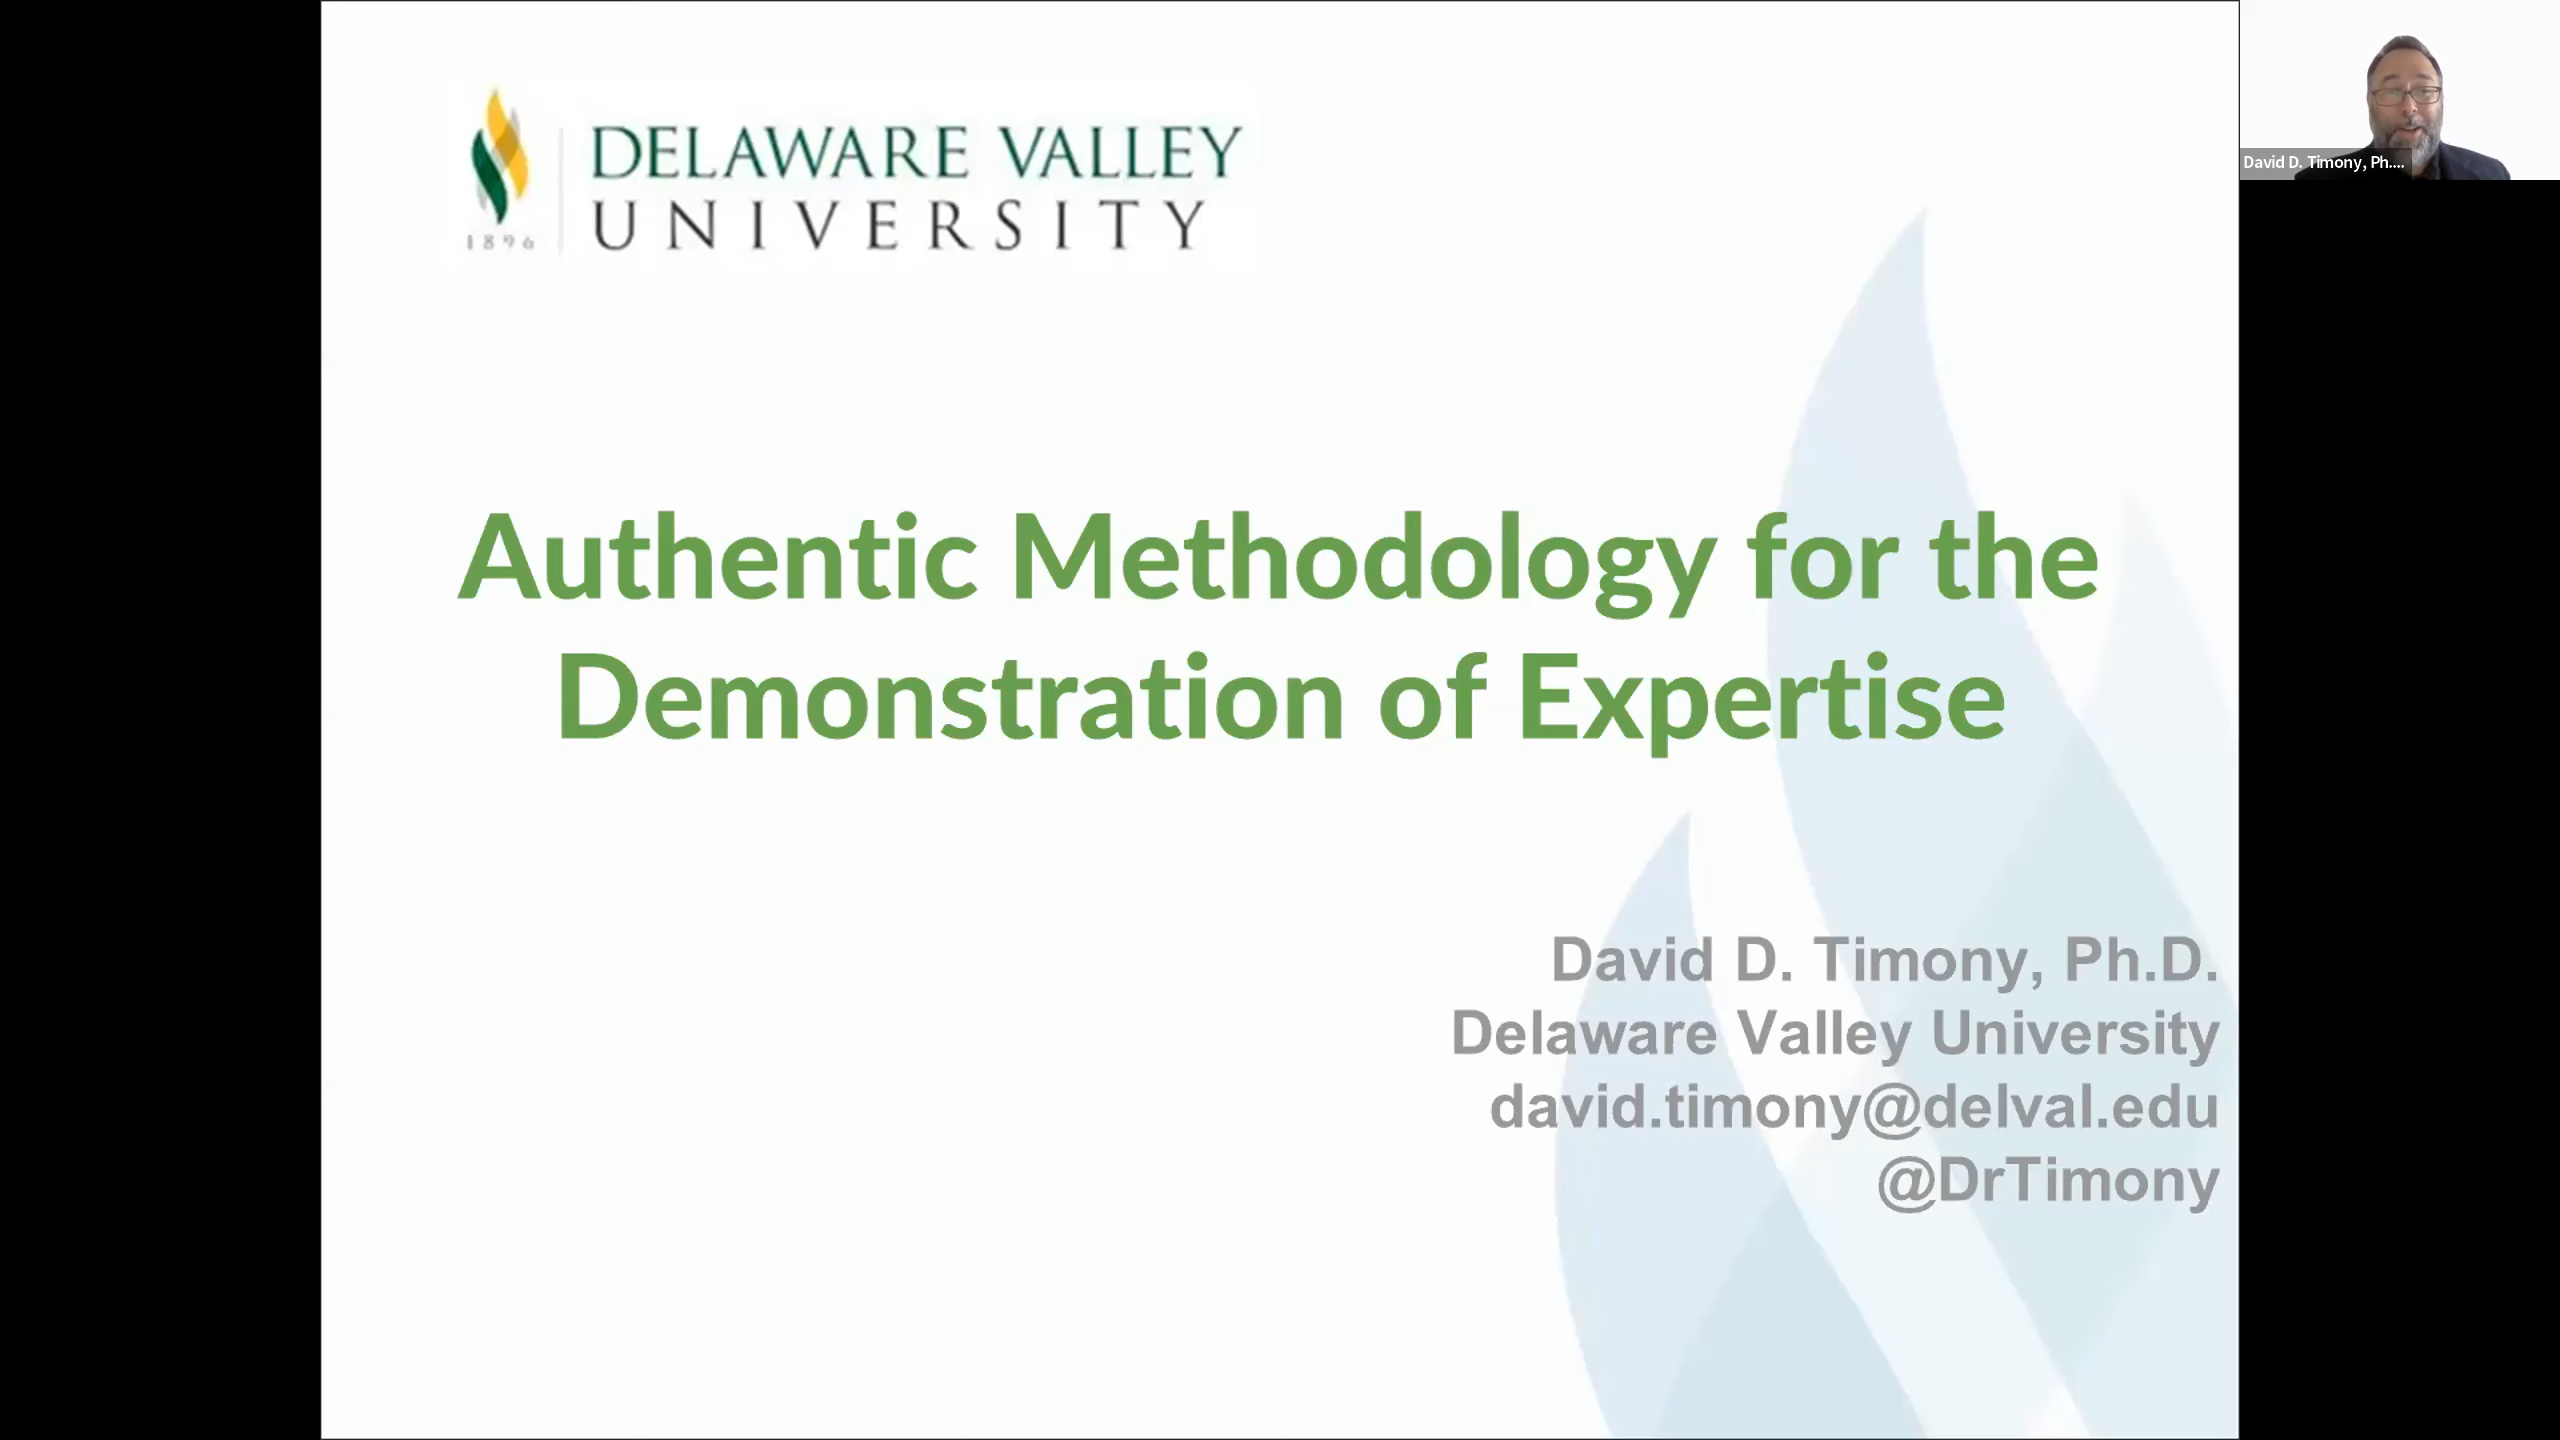 DELAWARE VALLEY
UNIVERSITY
1896
David D. Timony, Ph....
Authentic Methodology for the
Demonstration of Expertise
David D. Timony, Ph.D.
Delaware Valley University
david.timony@delval.edu
@DrTimony